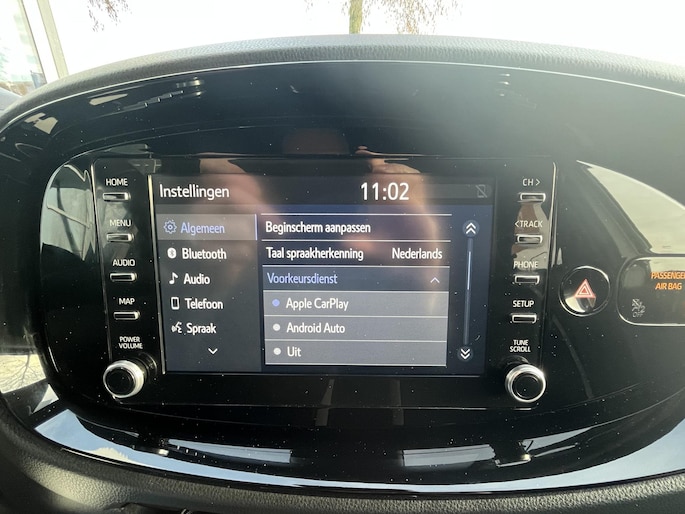 HOME
MENU
AUDIO
MAP
POWER
VOLUME
Instellingen
11:02
Algemeen
Bluetooth
Audio
Telefoon
Spraak
Beginscherm aanpassen
Taal spraakherkenning Nederlands
Voorkeursdienst
Apple CarPlay
Android Auto
Uit
CH >
< TRACK
PHONE
SETUP
TUNE
SCROLL
PASSENGER
AIR BAG